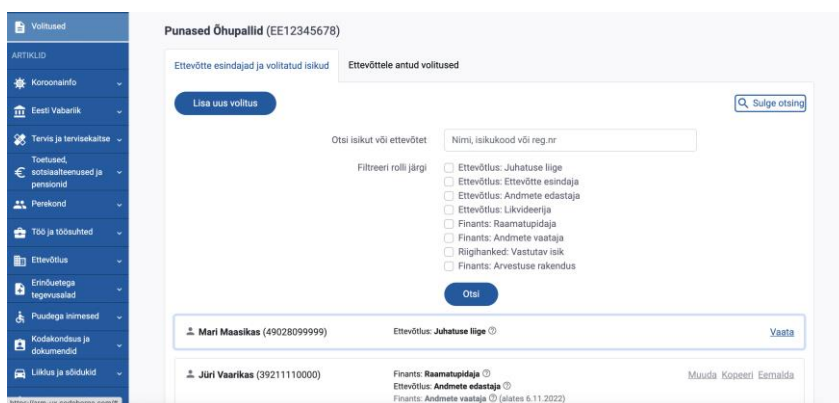 Volitused
ARTIKLID
Koroonainfo
Eesti Vabariik
Tervis ja tervisekaitse
Toetused,
sotsiaalteenused ja
pensionid
Perekond
Töö ja töösuhted
Ettevõtlus
Erinõuetega
tegevusalad
Puudega inimesed
Kodakondsus ja
dokumendid
Liiklus ja sõidukid
Punased Õhupallid (EE12345678)
Ettevõtte esindajad ja volitatud isikud
Ettevõttele antud volitused
Lisa uus volitus
Sulge otsing
Otsi isikut või ettevõtet
Nimi, isikukood või reg.nr
Filtreeri rolli järgi
Ettevõtlus: Juhatuse liige
Ettevõtlus: Ettevõtte esindaja
Ettevõtlus: Andmete edastaja
Ettevõtlus: Likvideerija
Finants: Raamatupidaja
Finants: Andmete vaataja
Riigihanked: Vastutav isik
Finants: Arvestuse rakendus
Otsi
Mari Maasikas (49028099999)
Ettevõtlus: Juhatuse liige
Vaata
Jüri Vaarikas (39211110000)
Finants: Raamatupidaja
Ettevõtlus: Andmete edastaja
Finants: Andmete vaataja (alates 6.11.2022)
Muuda Kopeeri Eemalda